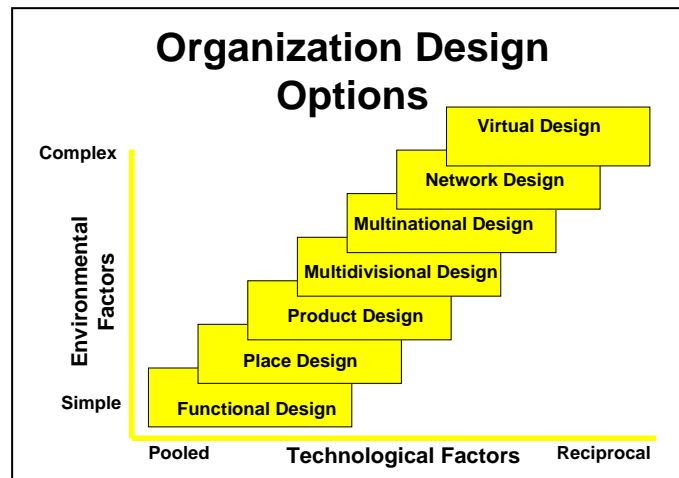 Organization Design
Options
Virtual Design
Complex
Network Design
Multinational Design
Multidivisional Design
Environmental
Factors
Product Design
Place Design
Simple
Functional Design
Pooled
Technological Factors
Reciprocal